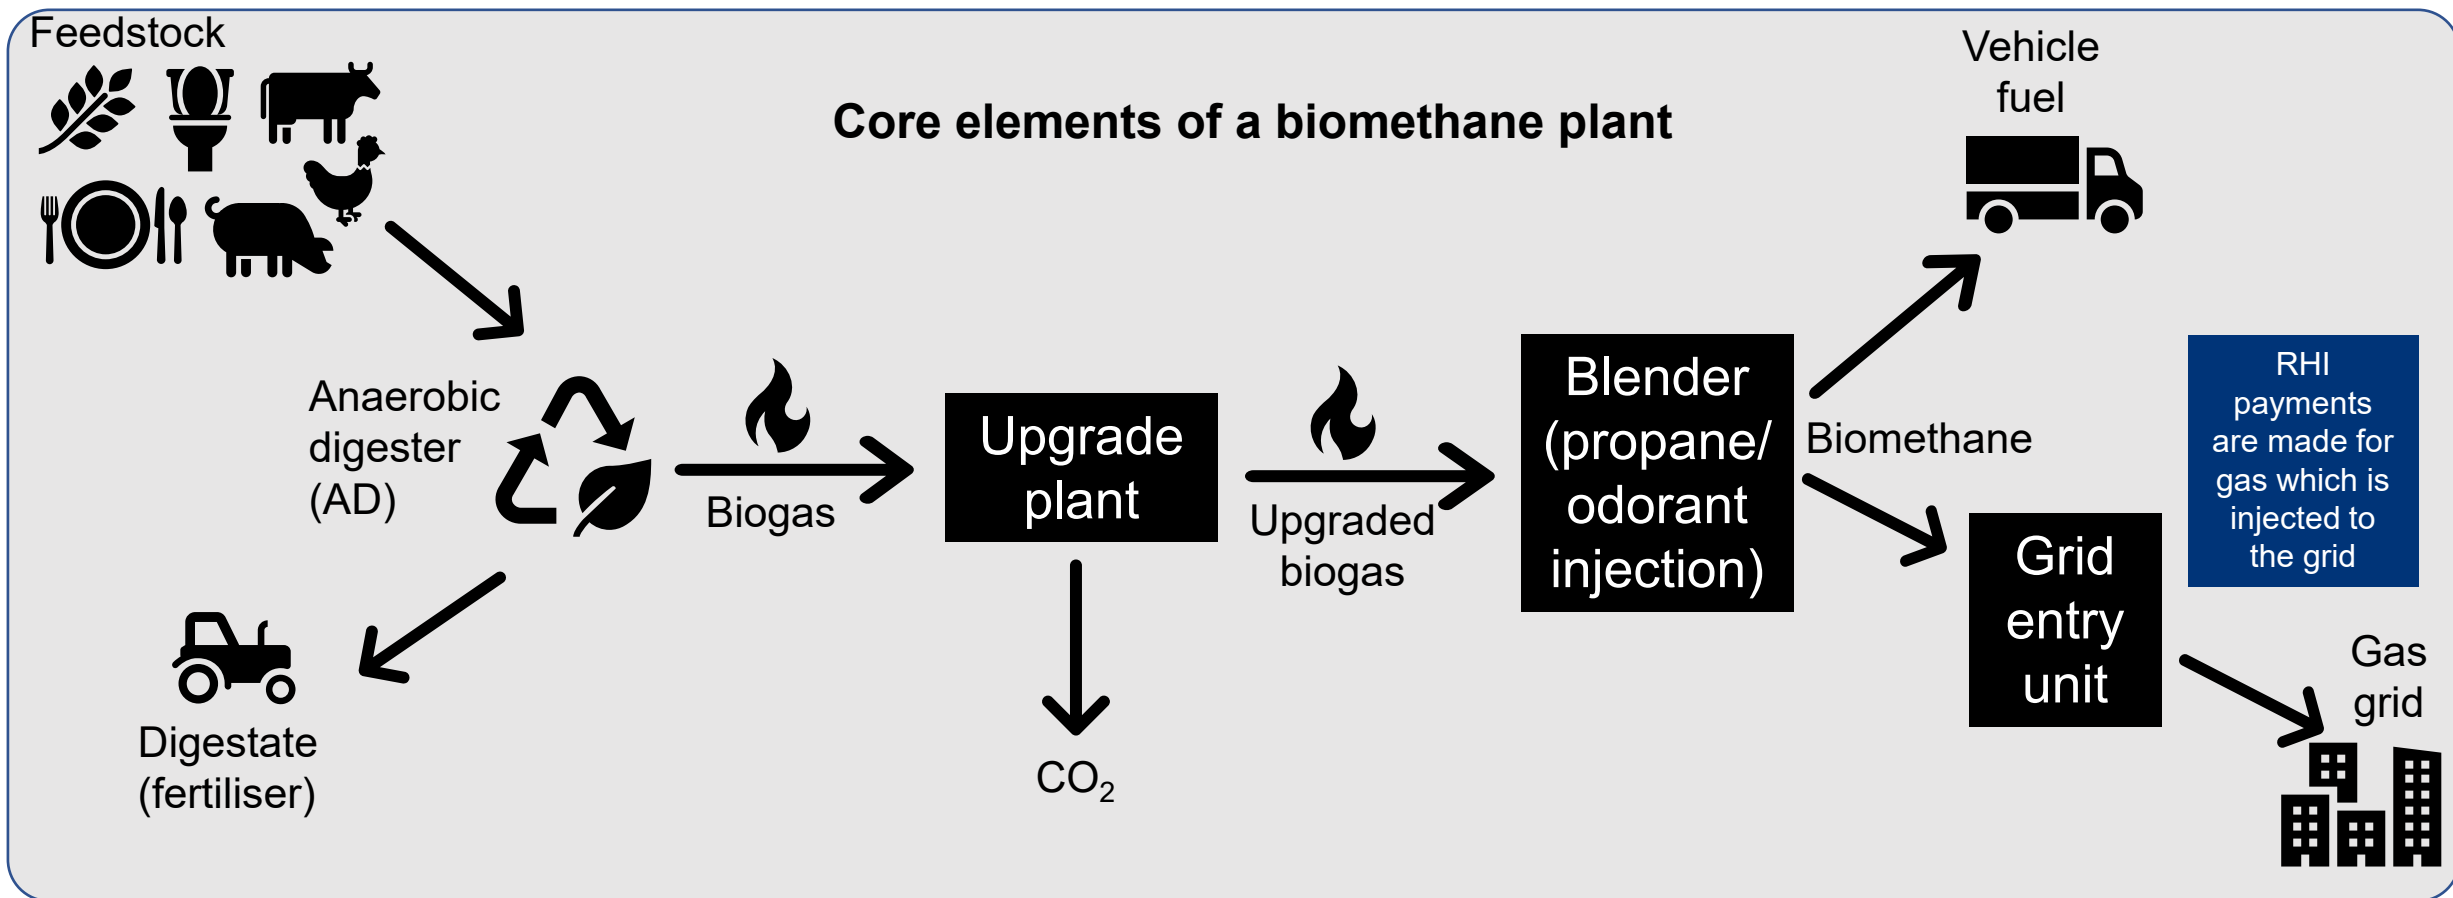 Feedstock
Core elements of a biomethane plant
Vehicle
fuel
Anaerobic
digester
(AD)
Biogas
Upgrade
plant
Upgraded
biogas
Blender
(propane/
odorant
injection)
Biomethane
RHI
payments
are made for
gas which is
injected to
the grid
Grid
entry
unit
Gas
grid
Digestate
(fertiliser)
CO₂